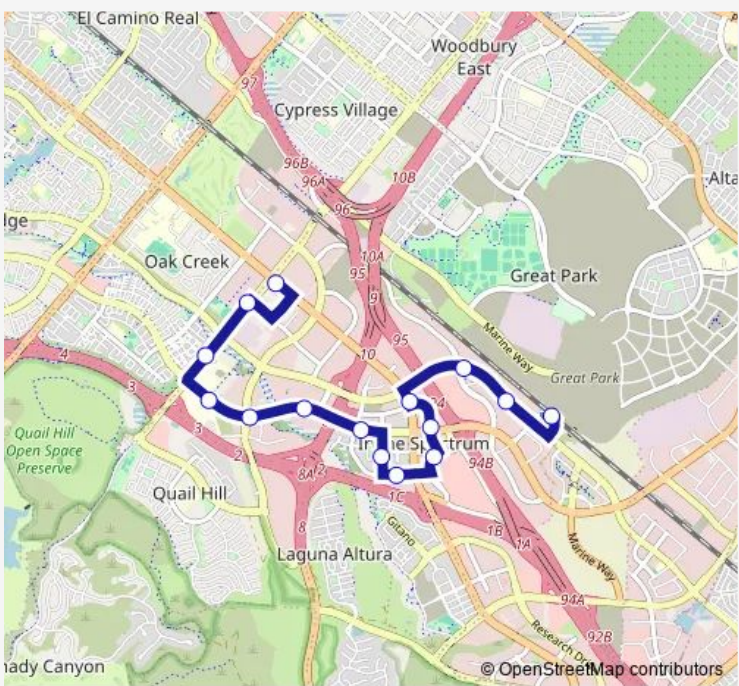 El Camino Real
Woodbury
East
97
Cypress Village
96B
96A
10B
96
Alta
dge
Oak Creek
10A
95
Great Park
9
95
Marine Way
4
10
3
Great Park
Quail Hill
Open Space
Preserve
3
2
94B
2
8A
Quail Hill
1C
1B
8
Gitano
1A
Laguna Altura
Marine Way
94A
Research Dr
92B
hady Canyon
© OpenStreetMap contributors